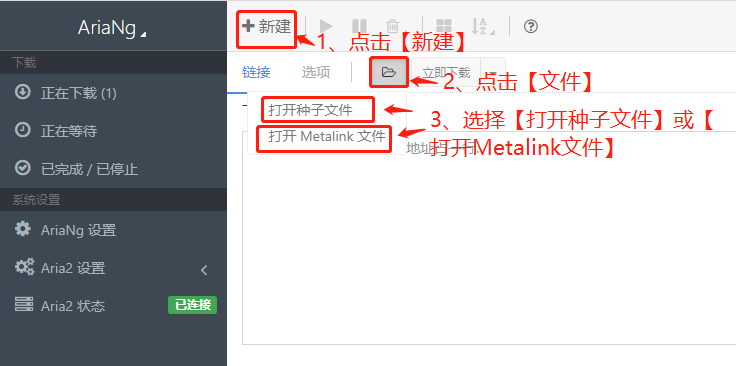 AriaNg
新建
1、点击【新建】
下载
链接
选项
立即下载
2、点击【文件】
正在下载 (1)
打开种子文件
3、选择【打开种子文件】或【
打开Metalink文件】
正在等待
打开 Metalink 文件
地址占一行
已完成 / 已停止
系统设置
AriaNg 设置
Aria2 设置
Aria2 状态
已连接